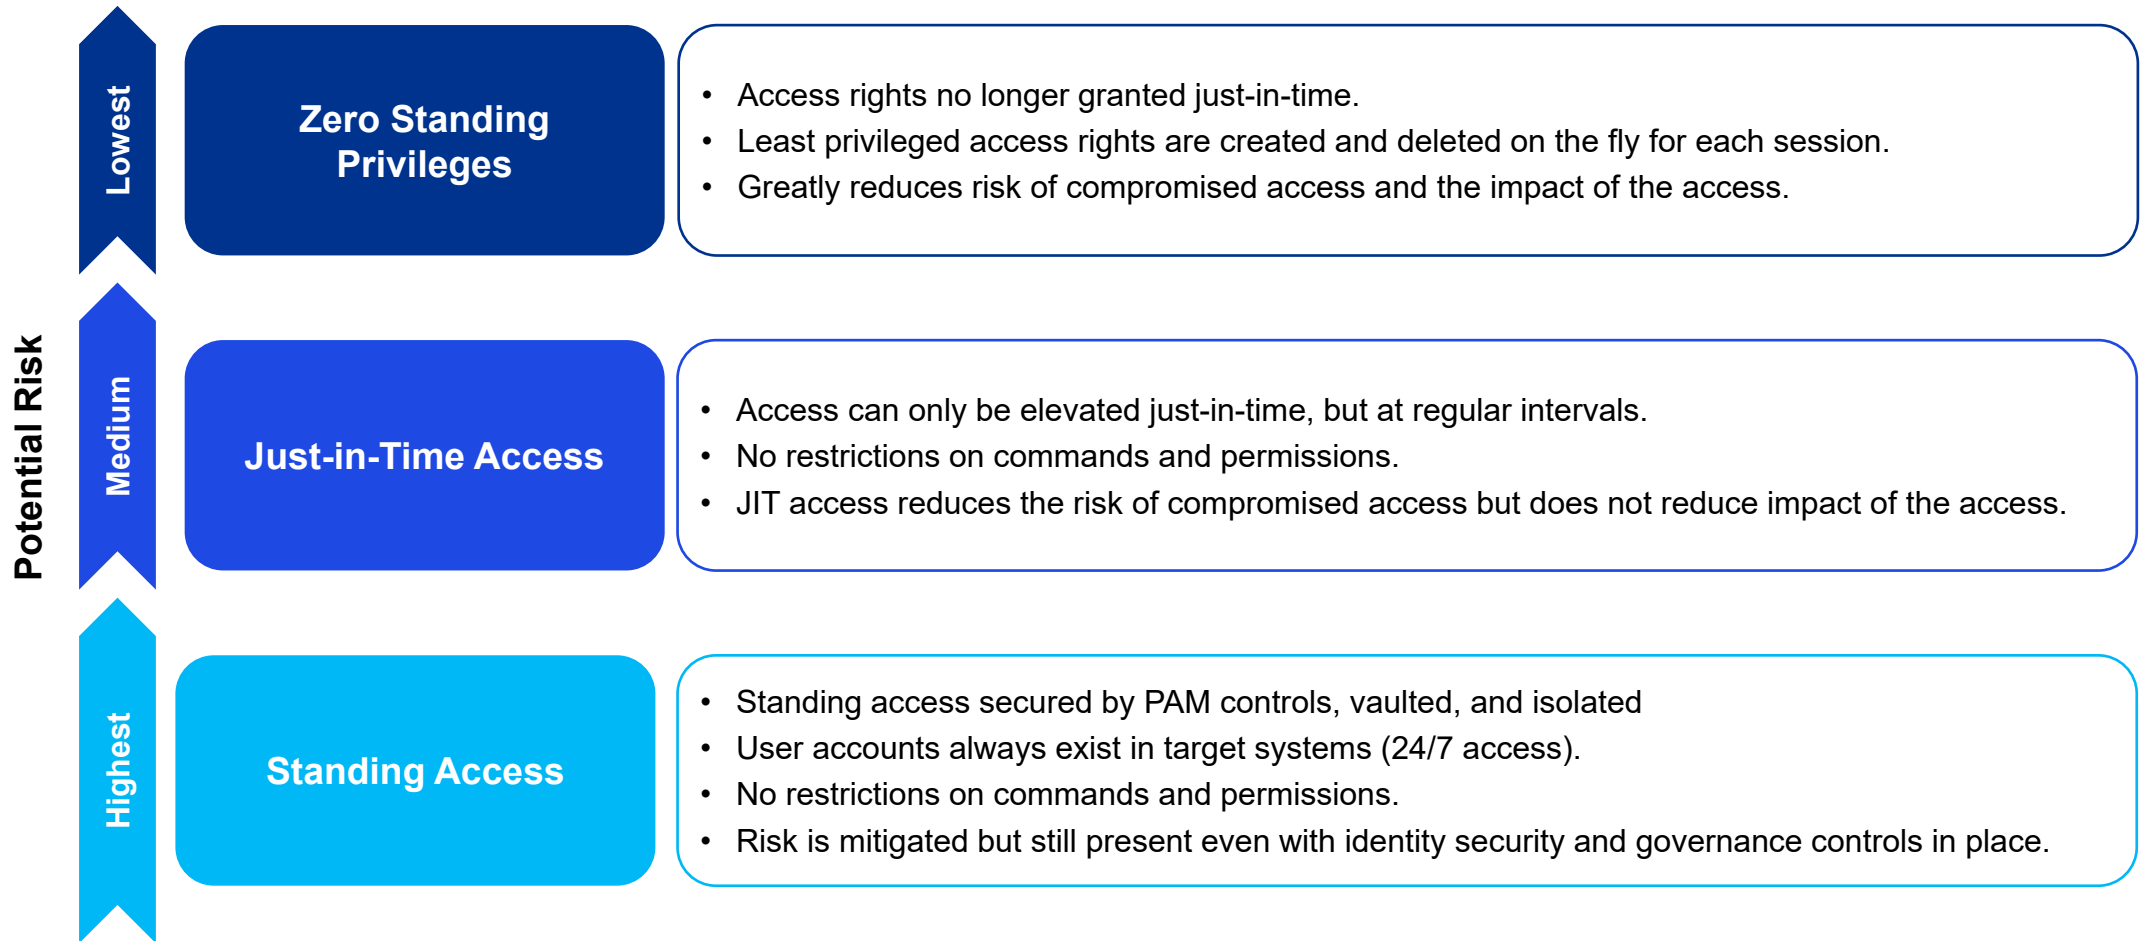 Potential Risk
Lowest
Zero Standing
Privileges
• Access rights no longer granted just-in-time.
• Least privileged access rights are created and deleted on the fly for each session.
• Greatly reduces risk of compromised access and the impact of the access.
Medium
Just-in-Time Access
• Access can only be elevated just-in-time, but at regular intervals.
• No restrictions on commands and permissions.
• JIT access reduces the risk of compromised access but does not reduce impact of the access.
Highest
Standing Access
• Standing access secured by PAM controls, vaulted, and isolated
• User accounts always exist in target systems (24/7 access).
• No restrictions on commands and permissions.
• Risk is mitigated but still present even with identity security and governance controls in place.